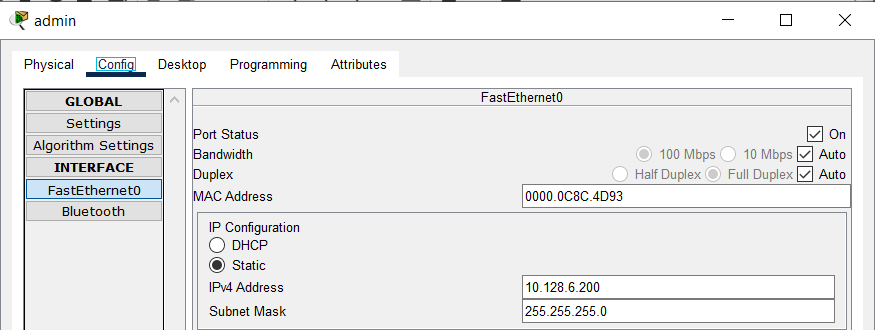 admin
Physical Config Desktop Programming Attributes
GLOBAL
Settings
Algorithm Settings
INTERFACE
FastEthernet0
Bluetooth
FastEthernet0
Port Status On
Bandwidth 100 Mbps 10 Mbps Auto
Duplex Half Duplex Full Duplex Auto
MAC Address 0000.0C8C.4D93
IP Configuration
DHCP
Static
IPv4 Address 10.128.6.200
Subnet Mask 255.255.255.0